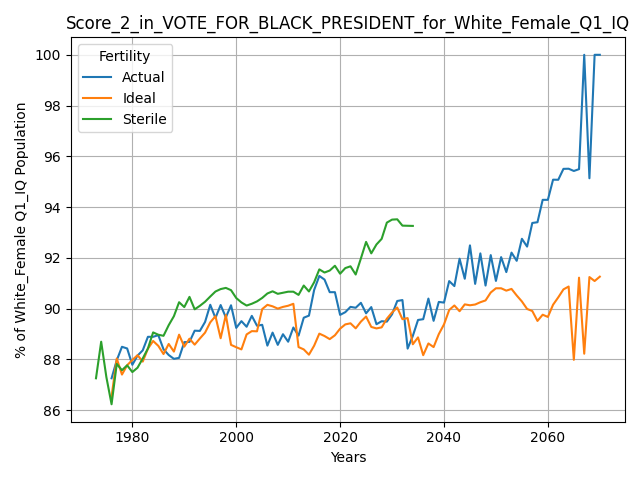 Score_2_in_VOTE_FOR_BLACK_PRESIDENT_for_White_Female_Q1_IQ
Fertility
Actual
Ideal
Sterile
% of White_Female Q1_IQ Population
100
98
96
94
92
90
88
86
1980
2000
2020
2040
2060
Years